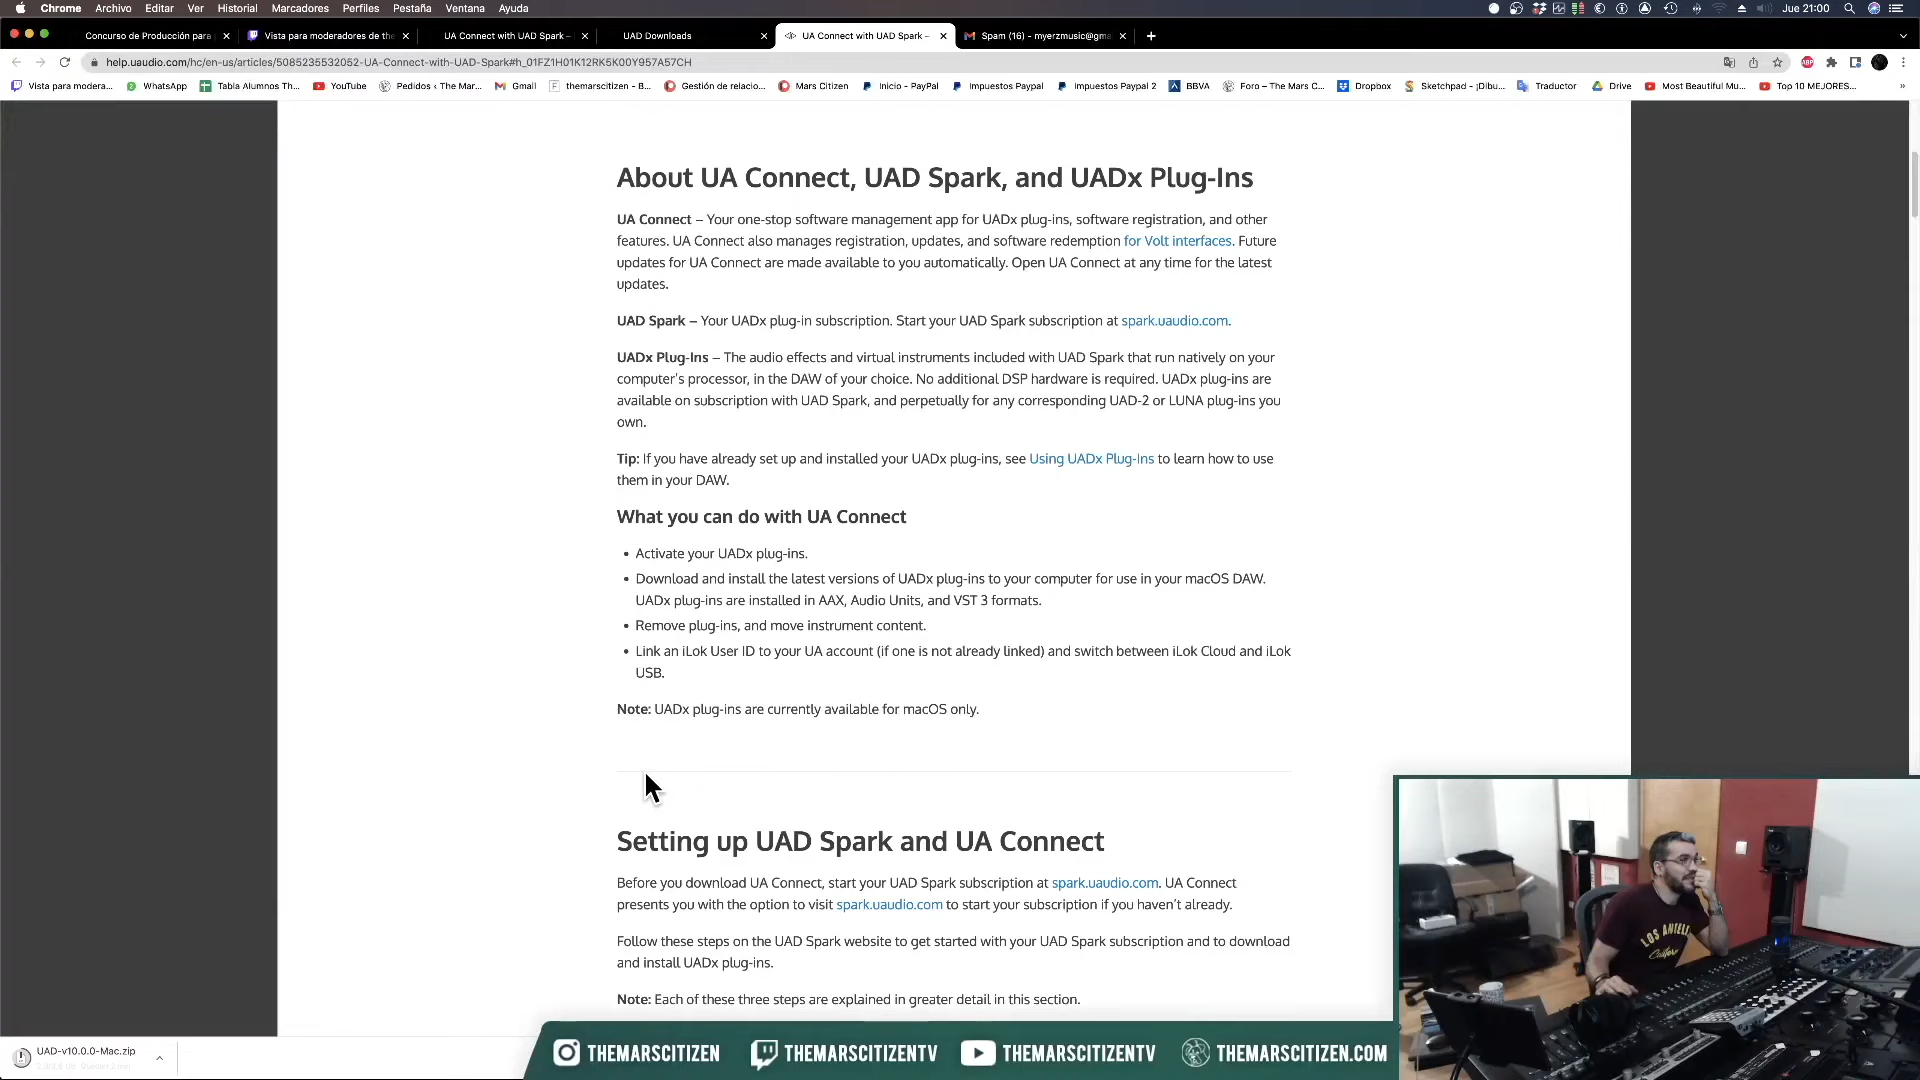 Chrome Archivo Editar Ver Historial Marcadores Perfiles Pestaña Ventana Ayuda Jue 21:00
Concurso de Producción para Vista para moderadores de the UA Connect with UAD Spark – UAD Downloads UA Connect with UAD Spark – Spam (16) - myerzmusic@gma
help.uaudio.com/hc/en-us/articles/5085235532052-UA-Connect-with-UAD-Spark#h_01FZ1H01K12RK5K00Y957A57CH
Vista para modera... WhatsApp Tabla Alumnos Th... YouTube Pedidos ‹ The Mar... Gmail themarscitizen - B... Gestión de relacio... Mars Citizen Inicio - PayPal Impuestos Paypal Impuestos Paypal 2 BBVA Foro – The Mars C... Dropbox Sketchpad - ¡Dibu... Traductor Drive Most Beautiful Mu... Top 10 MEJORES... »
About UA Connect, UAD Spark, and UADx Plug-Ins
UA Connect – Your one-stop software management app for UADx plug-ins, software registration, and other
features. UA Connect also manages registration, updates, and software redemption for Volt interfaces. Future
updates for UA Connect are made available to you automatically. Open UA Connect at any time for the latest
updates.
UAD Spark – Your UADx plug-in subscription. Start your UAD Spark subscription at spark.uaudio.com.
UADx Plug-Ins – The audio effects and virtual instruments included with UAD Spark that run natively on your
computer's processor, in the DAW of your choice. No additional DSP hardware is required. UADx plug-ins are
available on subscription with UAD Spark, and perpetually for any corresponding UAD-2 or LUNA plug-ins you
own.
Tip: If you have already set up and installed your UADx plug-ins, see Using UADx Plug-Ins to learn how to use
them in your DAW.
What you can do with UA Connect
• Activate your UADx plug-ins.
• Download and install the latest versions of UADx plug-ins to your computer for use in your macOS DAW.
UADx plug-ins are installed in AAX, Audio Units, and VST 3 formats.
• Remove plug-ins, and move instrument content.
• Link an iLok User ID to your UA account (if one is not already linked) and switch between iLok Cloud and iLok
USB.
Note: UADx plug-ins are currently available for macOS only.
Setting up UAD Spark and UA Connect
Before you download UA Connect, start your UAD Spark subscription at spark.uaudio.com. UA Connect
presents you with the option to visit spark.uaudio.com to start your subscription if you haven't already.
Follow these steps on the UAD Spark website to get started with your UAD Spark subscription and to download
and install UADx plug-ins.
Note: Each of these three steps are explained in greater detail in this section.
LOS ANGELES
UAD-v10.0.0-Mac.zip
THEMARSCITIZEN THEMARSCITIZENTV THEMARSCITIZENTV THEMARSCITIZEN.COM